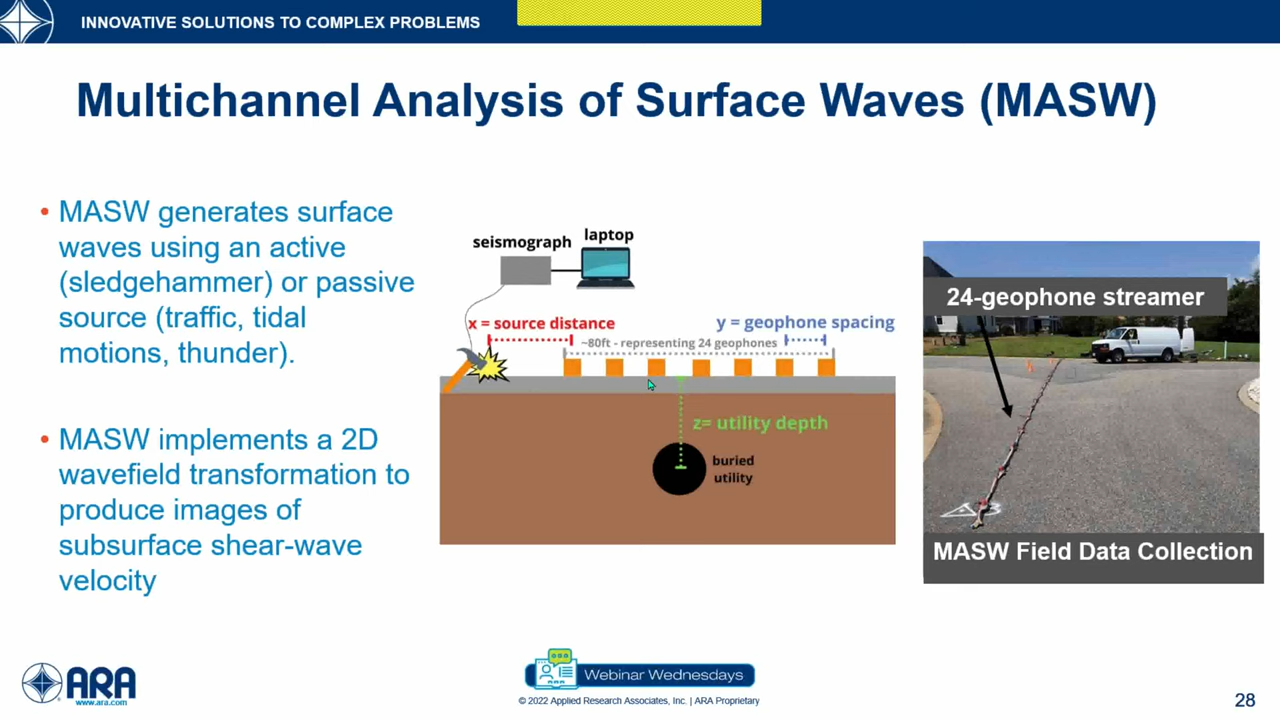 INNOVATIVE SOLUTIONS TO COMPLEX PROBLEMS
Multichannel Analysis of Surface Waves (MASW)
• MASW generates surface
waves using an active
(sledgehammer) or passive
source (traffic, tidal
motions, thunder).
• MASW implements a 2D
wavefield transformation to
produce images of
subsurface shear-wave
velocity
seismograph
laptop
x = source distance
y = geophone spacing
~80ft - representing 24 geophones
z= utility depth
buried
utility
24-geophone streamer
MASW Field Data Collection
ARA
www.ara.com
Webinar Wednesdays
© 2022 Applied Research Associates, Inc. | ARA Proprietary
28